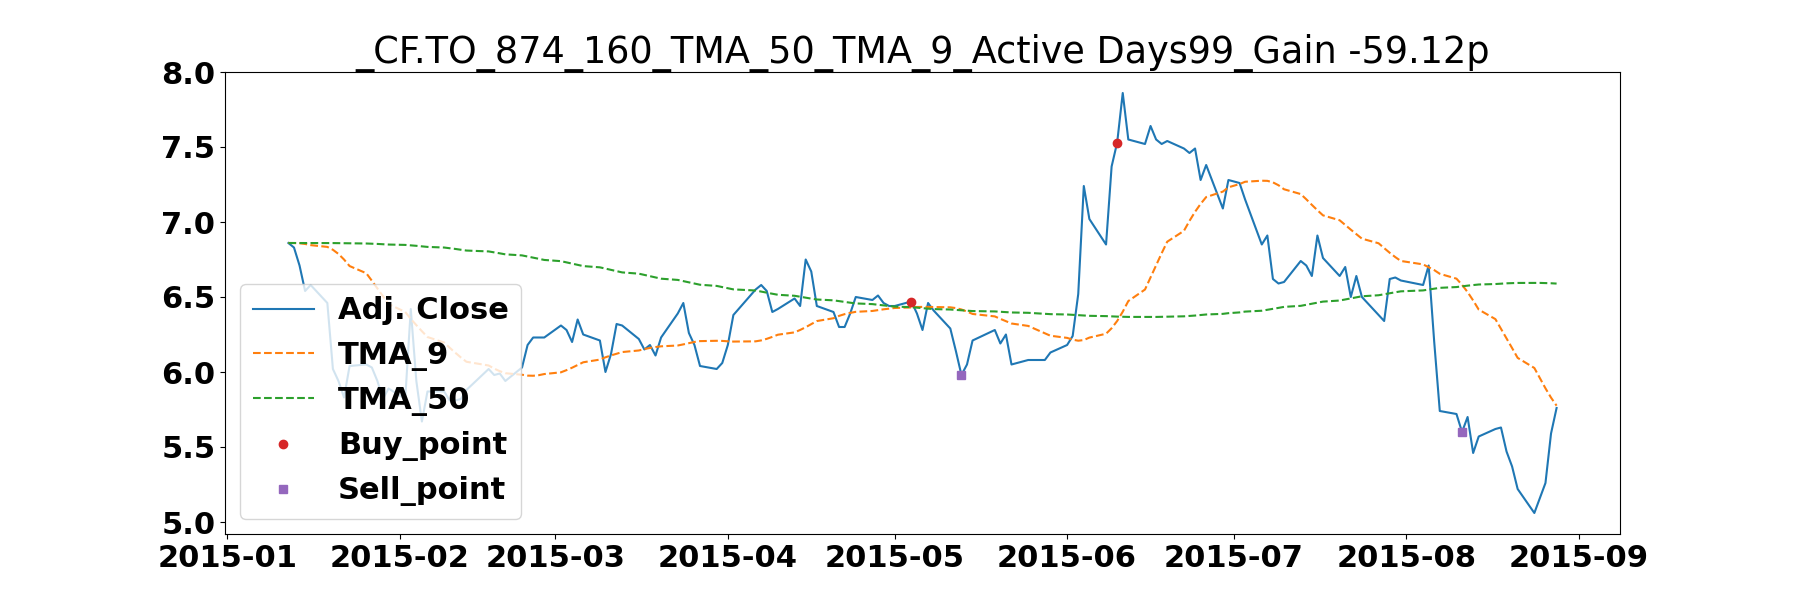 _CF.TO_874_160_TMA_50_TMA_9_Active Days99_Gain -59.12p
8.0
7.5
7.0
6.5
6.0
5.5
5.0
Adj. Close
TMA_9
TMA_50
Buy_point
Sell_point
2015-01 2015-02 2015-03 2015-04 2015-05 2015-06 2015-07 2015-08 2015-09